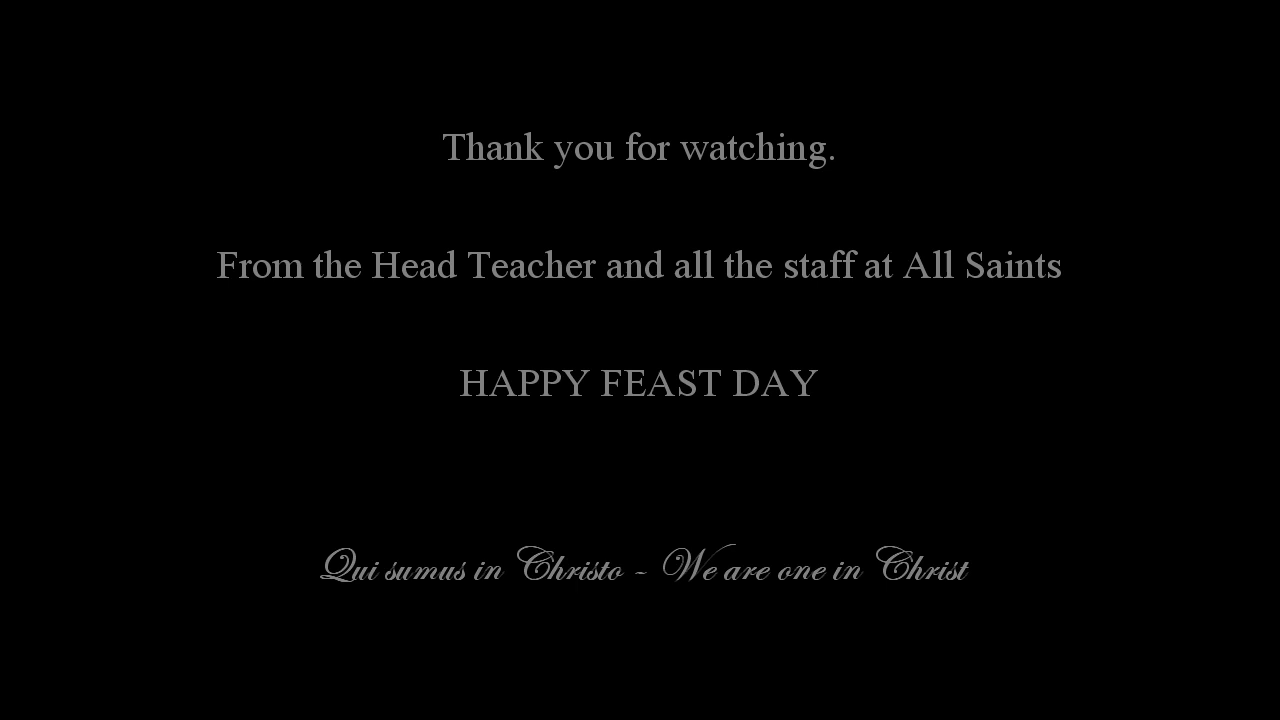 Thank you for watching.
From the Head Teacher and all the staff at All Saints
HAPPY FEAST DAY
Qui sumus in Christo - We are one in Christ